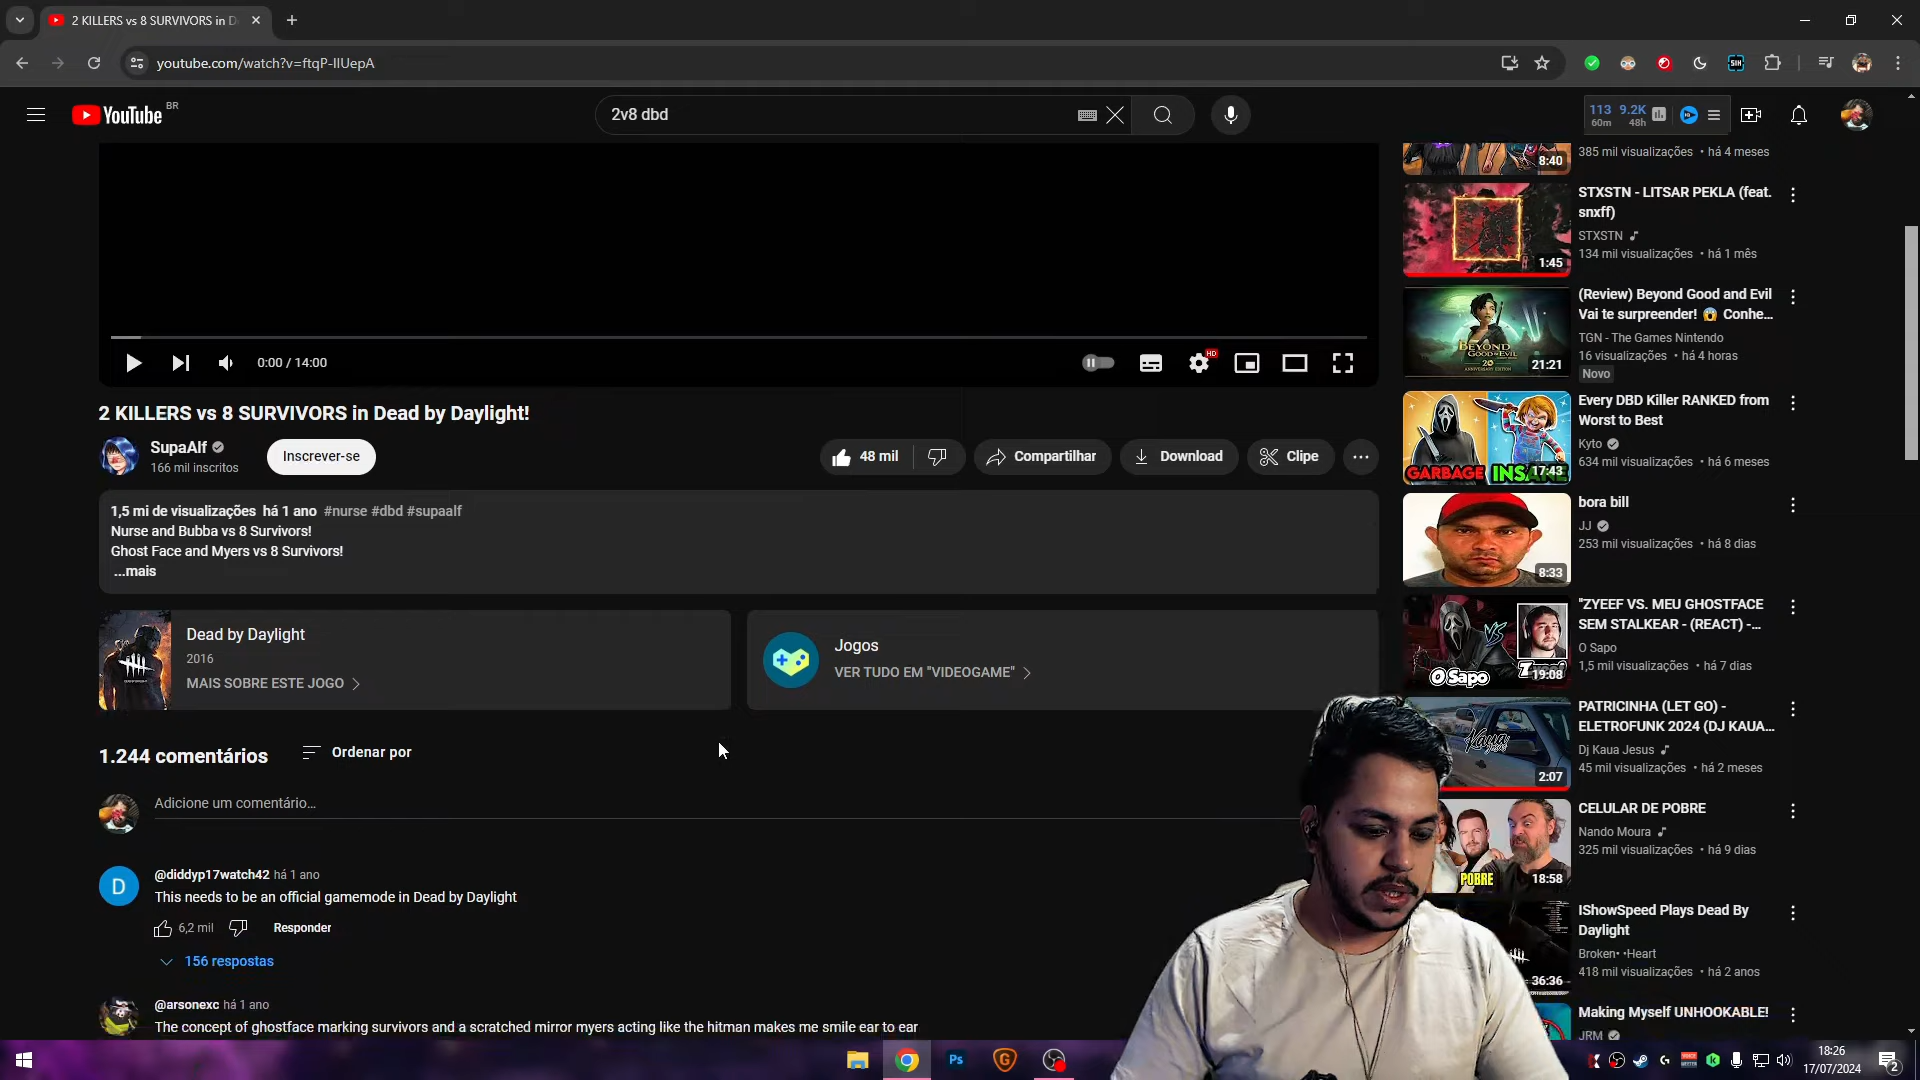 2 KILLERS vs 8 SURVIVORS in D
youtube.com/watch?v=ftqP-IIUepA
YouTube BR
2v8 dbd
113 9.2K
60m 48h
0:00 / 14:00
HD
2 KILLERS vs 8 SURVIVORS in Dead by Daylight!
SupaAlf
166 mil inscritos
Inscrever-se
48 mil
Compartilhar
Download
Clipe
1,5 mi de visualizações há 1 ano #nurse #dbd #supaalf
Nurse and Bubba vs 8 Survivors!
Ghost Face and Myers vs 8 Survivors!
...mais
Dead by Daylight
2016
MAIS SOBRE ESTE JOGO
Jogos
VER TUDO EM "VIDEOGAME"
1.244 comentários
Ordenar por
Adicione um comentário...
@diddyp17watch42 há 1 ano
This needs to be an official gamemode in Dead by Daylight
6,2 mil
Responder
156 respostas
@arsonexc há 1 ano
The concept of ghostface marking survivors and a scratched mirror myers acting like the hitman makes me smile ear to ear
8:40
385 mil visualizações • há 4 meses
1:45
STXSTN - LITSAR PEKLA (feat.
snxff)
STXSTN
134 mil visualizações • há 1 mês
BEYOND
GOOD & EVIL
20
21:21
(Review) Beyond Good and Evil
Vai te surpreender! 😱 Conhe...
TGN - The Games Nintendo
16 visualizações • há 4 horas
Novo
GARBAGE INSANE
17:43
Every DBD Killer RANKED from
Worst to Best
Kyto
634 mil visualizações • há 6 meses
8:33
bora bill
JJ
253 mil visualizações • há 8 dias
VS
O Sapo
19:08
"ZYEEF VS. MEU GHOSTFACE
SEM STALKEAR - (REACT) -...
O Sapo
1,5 mil visualizações • há 7 dias
Kaua
2:07
PATRICINHA (LET GO) -
ELETROFUNK 2024 (DJ KAUA...
Dj Kaua Jesus
45 mil visualizações • há 2 meses
POBRE
18:58
CELULAR DE POBRE
Nando Moura
325 mil visualizações • há 9 dias
36:36
IShowSpeed Plays Dead By
Daylight
Broken• •Heart
418 mil visualizações • há 2 anos
Making Myself UNHOOKABLE!
JRM
Ps
18:26
17/07/2024
2